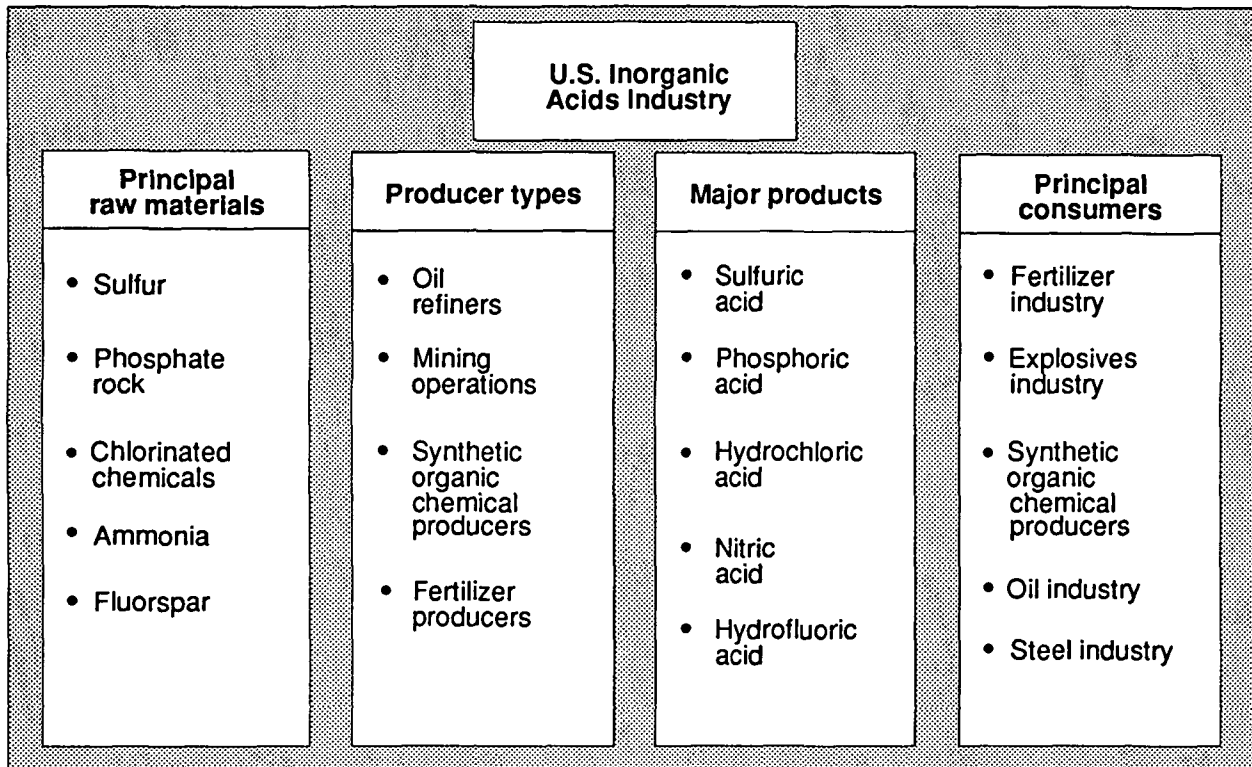 U.S. Inorganic
Acids Industry
Principal
raw materials
• Sulfur
• Phosphate
rock
• Chlorinated
chemicals
• Ammonia
• Fluorspar
Producer types
• Oil
refiners
• Mining
operations
• Synthetic
organic
chemical
producers
• Fertilizer
producers
Major products
• Sulfuric
acid
• Phosphoric
acid
• Hydrochloric
acid
• Nitric
acid
• Hydrofluoric
acid
Principal
consumers
• Fertilizer
industry
• Explosives
industry
• Synthetic
organic
chemical
producers
• Oil industry
• Steel industry